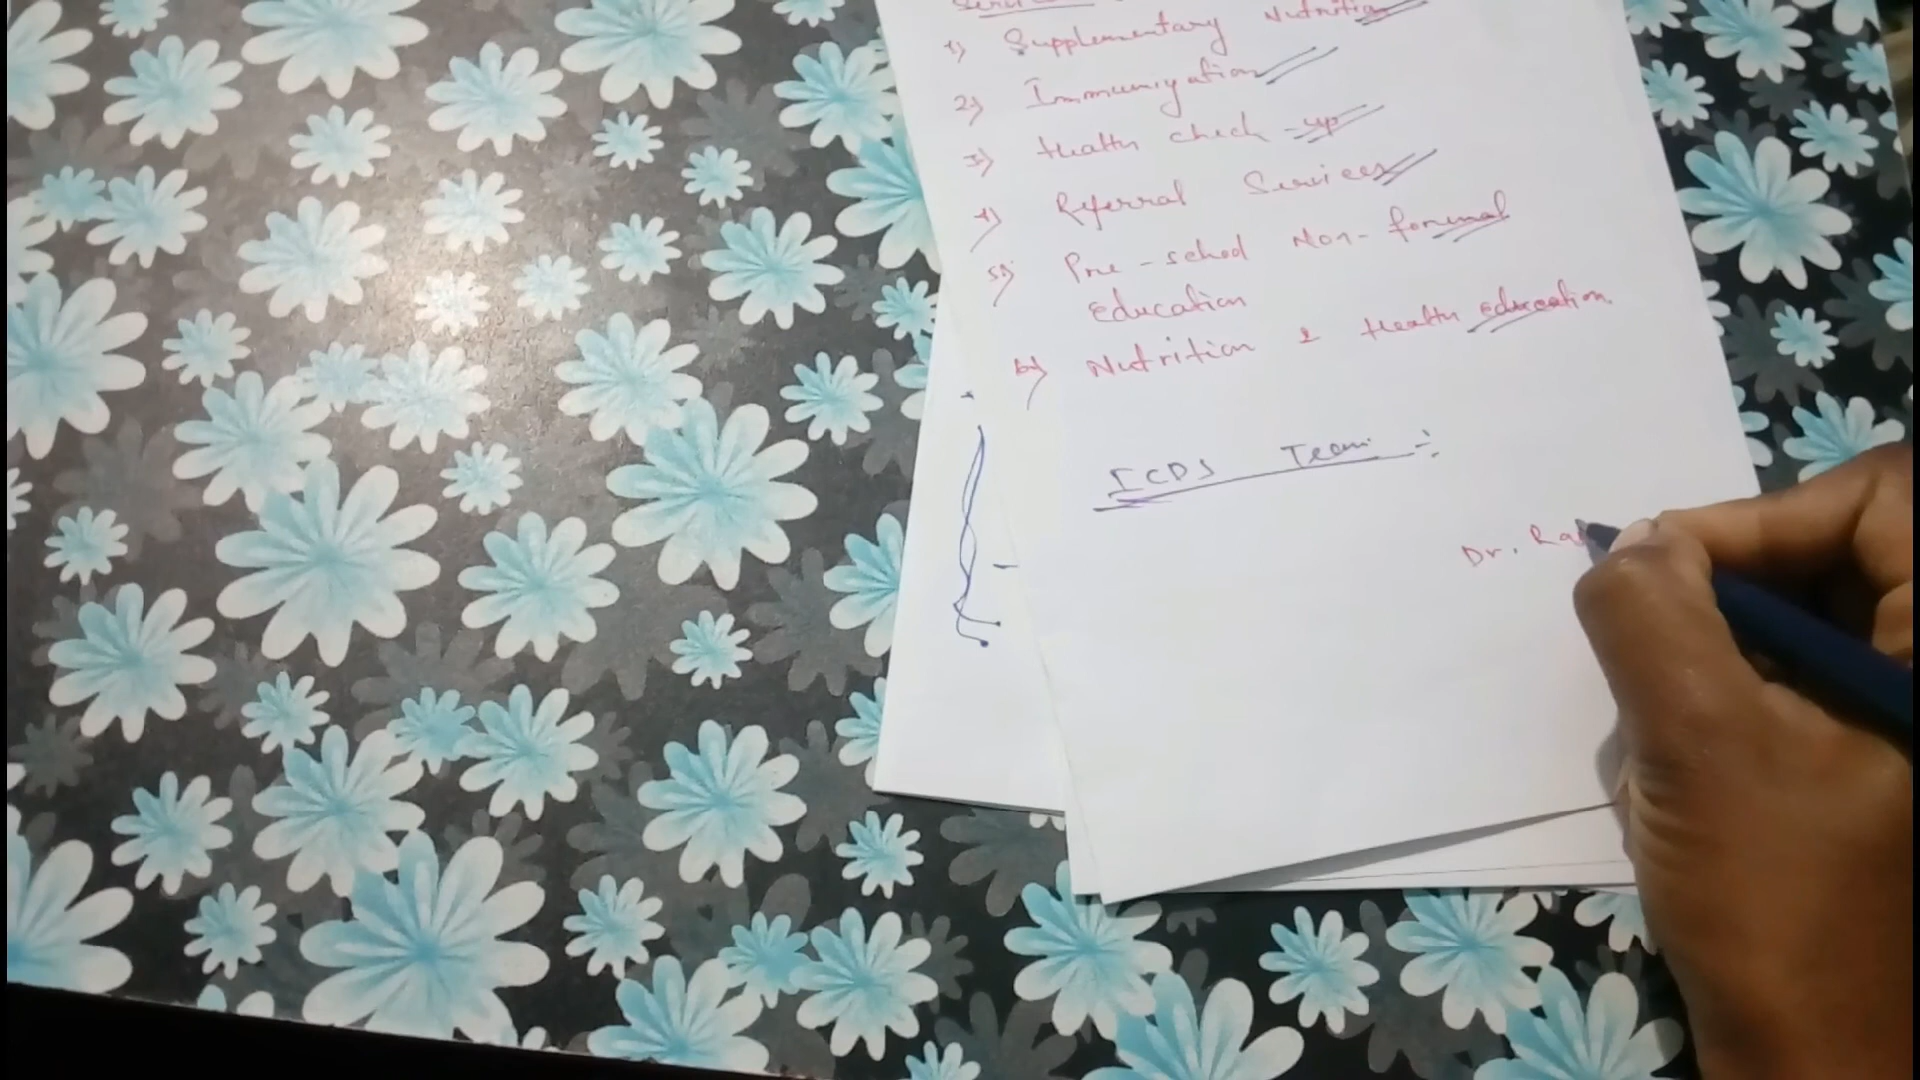 1) Supplementary Nutrition
2) Immunization
3) Health check-up
4) Referral Services
5) Pre-school Non-formal
education
6) Nutrition & Health education.
ICDS Team :-
Dr. Ra